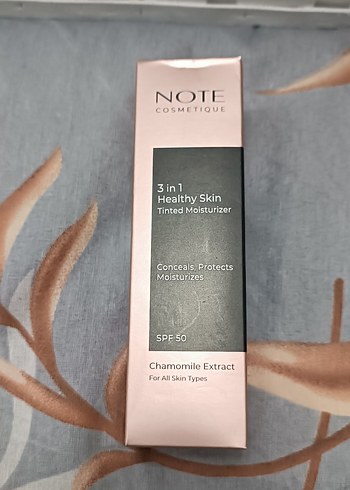 NOTE
COSMETIQUE
3 in 1
Healthy Skin
Tinted Moisturizer
Conceals, Protects
Moisturizes
SPF 50
Chamomile Extract
For All Skin Types